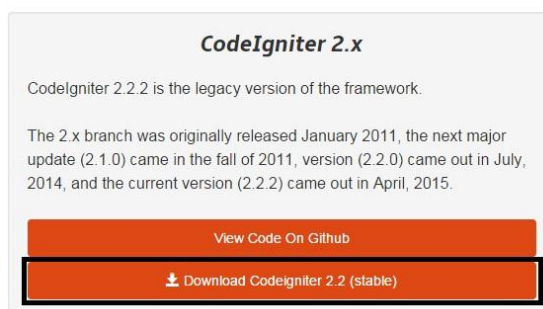 CodeIgniter 2.x
CodeIgniter 2.2.2 is the legacy version of the framework.
The 2.x branch was originally released January 2011, the next major
update (2.1.0) came in the fall of 2011, version (2.2.0) came out in July,
2014, and the current version (2.2.2) came out in April, 2015.
View Code On Github
Download Codeigniter 2.2 (stable)